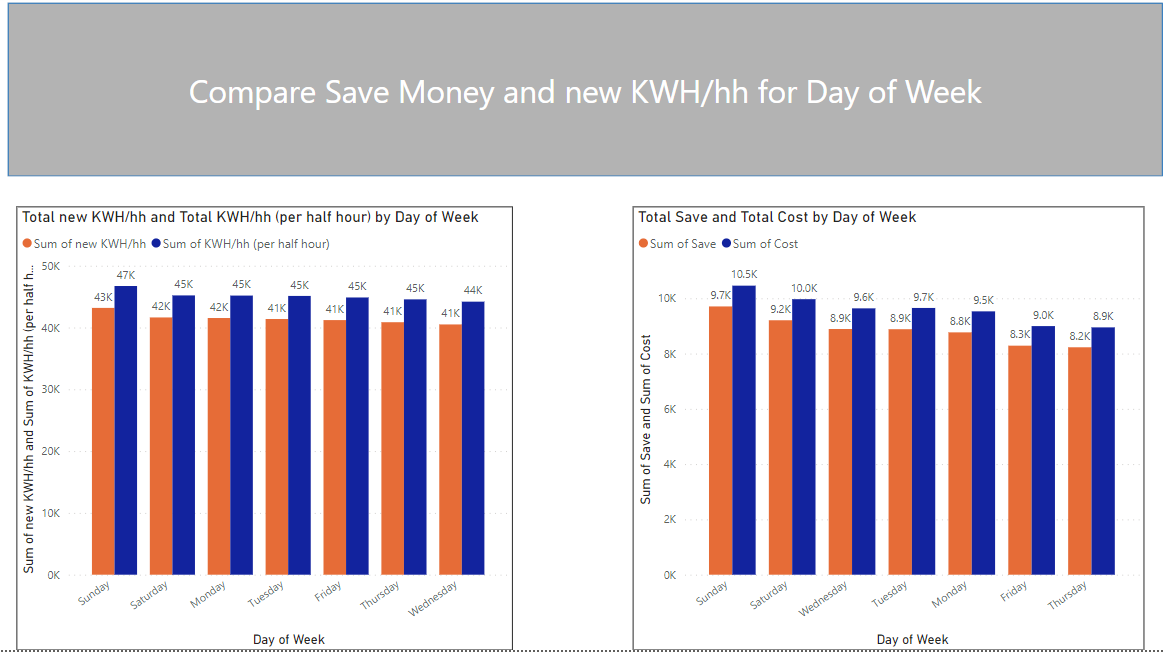 Compare Save Money and new KWH/hh for Day of Week
Total new KWH/hh and Total KWH/hh (per half hour) by Day of Week
Sum of new KWH/hh Sum of KWH/hh (per half hour)
Sum of new KWH/hh and Sum of KWH/hh (per half h...
50K
40K
30K
20K
10K
0K
43K 47K
42K 45K
42K 45K
41K 45K
41K 45K
41K 45K
41K 44K
Sunday
Saturday
Monday
Tuesday
Friday
Thursday
Wednesday
Day of Week
Total Save and Total Cost by Day of Week
Sum of Save Sum of Cost
Sum of Save and Sum of Cost
10K
8K
6K
4K
2K
0K
9.7K 10.5K
9.2K 10.0K
8.9K 9.6K
8.9K 9.7K
8.8K 9.5K
8.3K 9.0K
8.2K 8.9K
Sunday
Saturday
Wednesday
Tuesday
Monday
Friday
Thursday
Day of Week